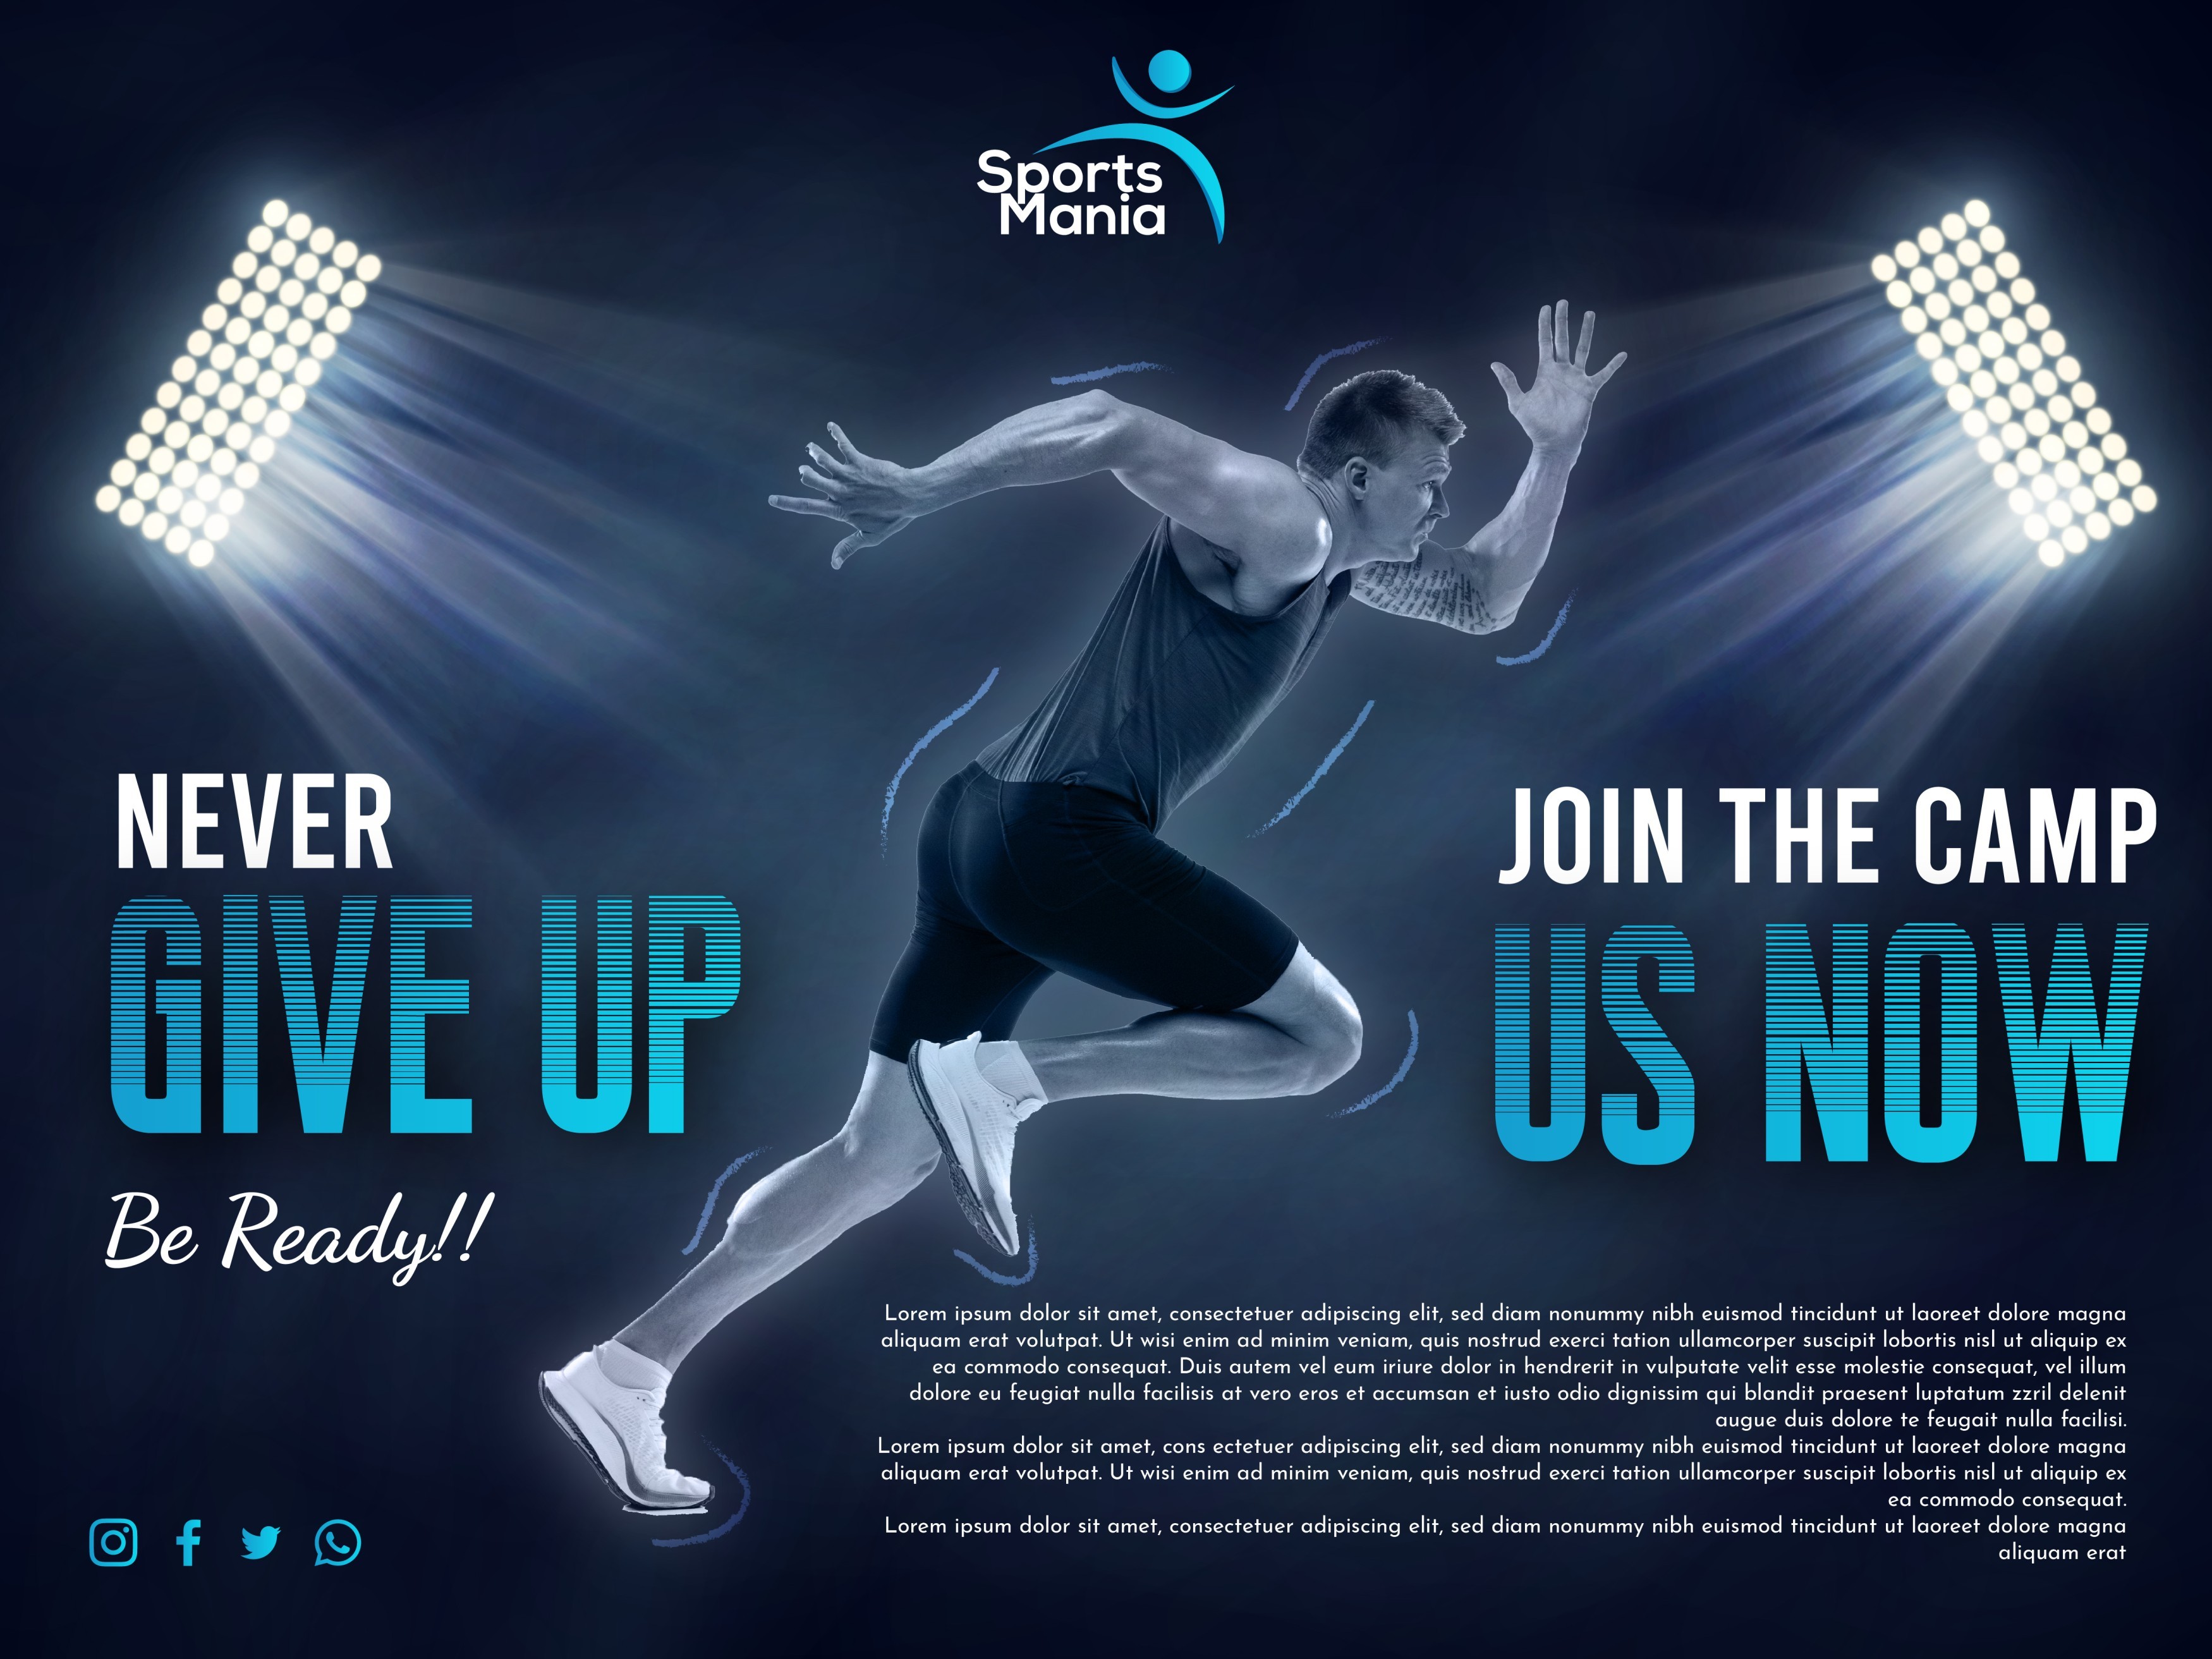 Sports
Mania
NEVER
GIVE UP
Be Ready!!
JOIN THE CAMP
US NOW
Lorem ipsum dolor sit amet, consectetuer adipiscing elit, sed diam nonummy nibh euismod tincidunt ut laoreet dolore magna
aliquam erat volutpat. Ut wisi enim ad minim veniam, quis nostrud exerci tation ullamcorper suscipit lobortis nisl ut aliquip ex
ea commodo consequat. Duis autem vel eum iriure dolor in hendrerit in vulputate velit esse molestie consequat, vel illum
dolore eu feugiat nulla facilisis at vero eros et accumsan et iusto odio dignissim qui blandit praesent luptatum zzril delenit
augue duis dolore te feugait nulla facilisi.
Lorem ipsum dolor sit amet, cons ectetuer adipiscing elit, sed diam nonummy nibh euismod tincidunt ut laoreet dolore magna
aliquam erat volutpat. Ut wisi enim ad minim veniam, quis nostrud exerci tation ullamcorper suscipit lobortis nisl ut aliquip ex
ea commodo consequat.
Lorem ipsum dolor sit amet, consectetuer adipiscing elit, sed diam nonummy nibh euismod tincidunt ut laoreet dolore magna
aliquam erat